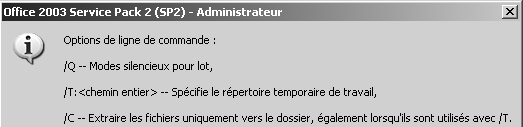 Office 2003 Service Pack 2 (SP2) - Administrateur
Options de ligne de commande :
/Q -- Modes silencieux pour lot,
/T:<chemin entier> -- Spécifie le répertoire temporaire de travail,
/C -- Extraire les fichiers uniquement vers le dossier, également lorsqu'ils sont utilisés avec /T.